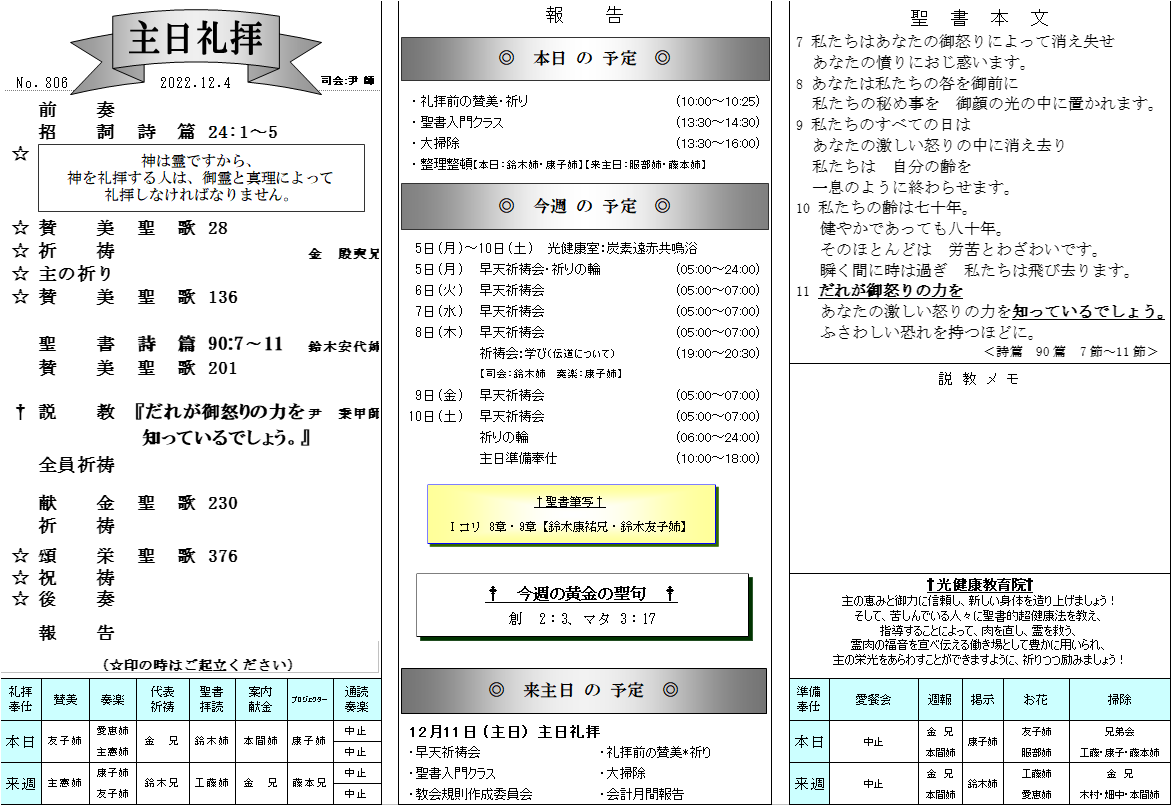 主日礼拝
No. 806
2022.12.4
司会:尹 師
前 奏
招 詞 詩 篇 24:1～5
☆
神は霊ですから、
神を礼拝する人は、御霊と真理によって
礼拝しなければなりません。
☆ 賛 美 聖 歌 28
☆ 祈 祷 金 殷実兄
☆ 主の祈り
☆ 賛 美 聖 歌 136
聖 書 詩 篇 90:7～11 鈴木安代姉
賛 美 聖 歌 201
† 説 教 『だれが御怒りの力を 尹 秉甲師
知っているでしょう。』
全員祈祷
献 金 聖 歌 230
祈 祷
☆ 頌 栄 聖 歌 376
☆ 祝 祷
☆ 後 奏
報 告
（☆印の時はご起立ください）
礼拝奉仕 賛美 奏楽 代表祈祷 聖書拝読 案内献金 プロジェクター 通読奏楽
本日 友子姉 愛恵姉 主憲姉 金 兄 鈴木姉 本間姉 康子姉 中止 中止
来週 主憲姉 康子姉 友子姉 鈴木兄 工藤姉 金 兄 藤本兄 中止 中止
報 告
◎ 本日 の 予定 ◎
・礼拝前の賛美・祈り (10:00～10:25)
・聖書入門クラス (13:30～14:30)
・大掃除 (13:30～16:00)
・整理整頓【本日:鈴木姉・康子姉】【来主日:服部姉・藤本姉】
◎ 今週 の 予定 ◎
5日(月)～10日(土) 光健康室:炭素遠赤共鳴浴
5日(月) 早天祈祷会・祈りの輪 (05:00～24:00)
6日(火) 早天祈祷会 (05:00～07:00)
7日(水) 早天祈祷会 (05:00～07:00)
8日(木) 早天祈祷会 (05:00～07:00)
祈祷会:学び(伝道について) (19:00～20:30)
【司会:鈴木姉 奏楽:康子姉】
9日(金) 早天祈祷会 (05:00～07:00)
10日(土) 早天祈祷会 (05:00～07:00)
祈りの輪 (06:00～24:00)
主日準備奉仕 (10:00～18:00)
†聖書筆写†
Ⅰコリ 8章・9章【鈴木康祐兄・鈴木友子姉】
† 今週の黄金の聖句 †
創 2:3、マタ 3:17
◎ 来主日 の 予定 ◎
12月11日(主日) 主日礼拝
・早天祈祷会 ・礼拝前の賛美*祈り
・聖書入門クラス ・大掃除
・教会規則作成委員会 ・会計月間報告
聖 書 本 文
7 私たちはあなたの御怒りによって消え失せ
あなたの憤りにおじ惑います。
8 あなたは私たちの咎を御前に
私たちの秘め事を 御顔の光の中に置かれます。
9 私たちのすべての日は
あなたの激しい怒りの中に消え去り
私たちは 自分の齢を
一息のように終わらせます。
10 私たちの齢は七十年。
健やかであっても八十年。
そのほとんどは 労苦とわざわいです。
瞬く間に時は過ぎ 私たちは飛び去ります。
11 だれが御怒りの力を
あなたの激しい怒りの力を知っているでしょう。
ふさわしい恐れを持つほどに。
＜詩篇 90篇 7節～11節＞
説 教 メ モ
†光健康教育院†
主の恵みと御力に信頼し、新しい身体を造り上げましょう！
そして、苦しんでいる人々に聖書的超健康法を教え、
指導することによって、肉を直し、霊を救う、
霊肉の福音を宣べ伝える働き場として豊かに用いられ、
主の栄光をあらわすことができますように、祈りつつ励みましょう！
準備奉仕 愛餐会 週報 掲示 お花 掃除
本日 中止 金 兄 本間姉 康子姉 友子姉 服部姉 兄弟会 工藤・康子・藤本姉
来週 中止 金 兄 本間姉 鈴木姉 工藤姉 愛恵姉 金 兄 木村・畑中・本間姉